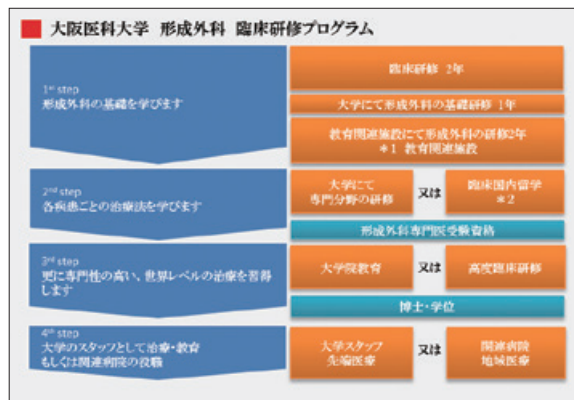 大阪医科大学 形成外科 臨床研修プログラム
1st step
形成外科の基礎を学びます
臨床研修 2年
大学にて形成外科の基礎研修 1年
教育関連施設にて形成外科の研修2年
*1 教育関連施設
2nd step
各疾患ごとの治療法を学びます
大学にて
専門分野の研修
又は
臨床国内留学
*2
形成外科専門医受験資格
3rd step
更に専門性の高い、世界レベルの治療を習得
します
大学院教育
又は
高度臨床研修
博士・学位
4th step
大学のスタッフとして治療・教育
もしくは関連病院の役職
大学スタッフ
先端医療
又は
関連病院
地域医療